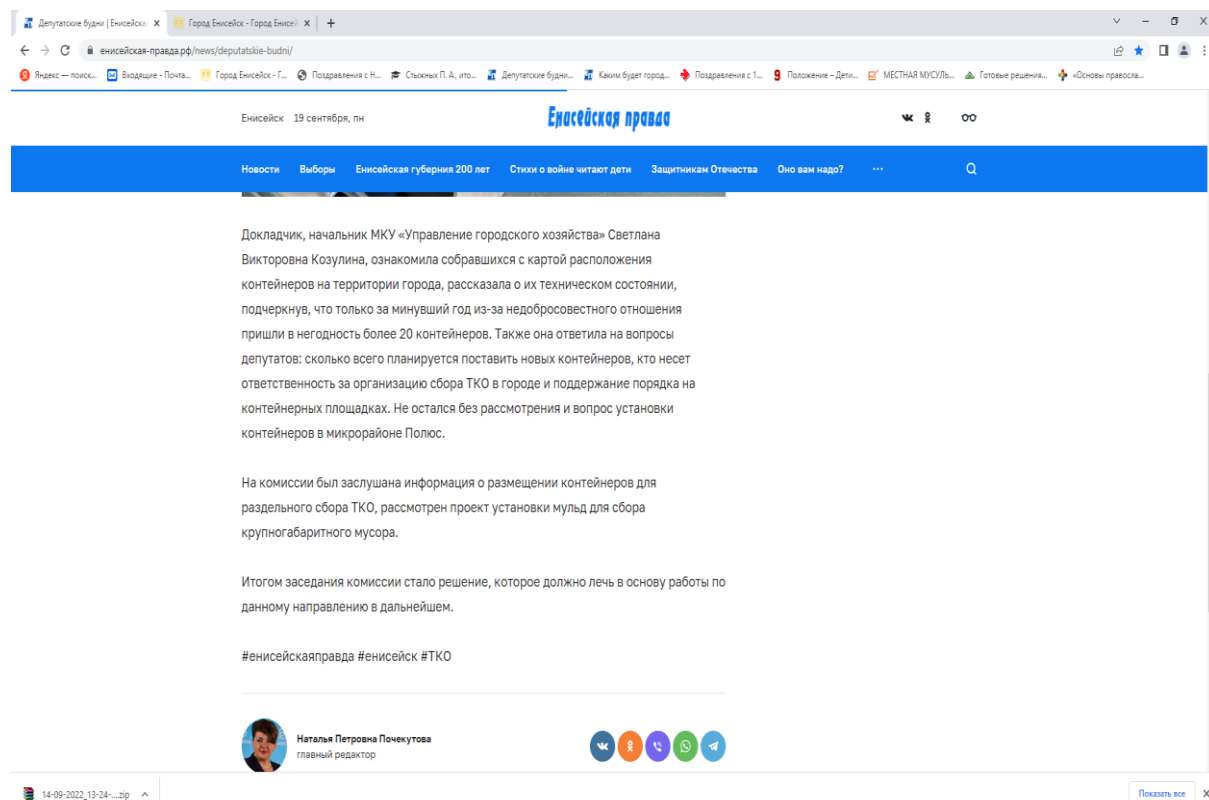 Депутатские будни | Енисейска
Город Енисейск - Город Енисей
енисейская-правда.рф/news/deputatskie-budni/
Яндекс — поиск... Входящие - Почта... Город Енисейск - Г... Поздравления с Н... Стыжных П. А., ито... Депутатские будни... Каким будет город... Поздравления с 1... Положение – Дети... МЕСТНАЯ МУСУЛЬ... Готовые решения... «Основы правосла...
Енисейск 19 сентября, пн
Енисейская правда
Новости Выборы Енисейская губерния 200 лет Стихи о войне читают дети Защитникам Отечества Оно вам надо? ...
Докладчик, начальник МКУ «Управление городского хозяйства» Светлана
Викторовна Козулина, ознакомила собравшихся с картой расположения
контейнеров на территории города, рассказала о их техническом состоянии,
подчеркнув, что только за минувший год из-за недобросовестного отношения
пришли в негодность более 20 контейнеров. Также она ответила на вопросы
депутатов: сколько всего планируется поставить новых контейнеров, кто несет
ответственность за организацию сбора ТКО в городе и поддержание порядка на
контейнерных площадках. Не остался без рассмотрения и вопрос установки
контейнеров в микрорайоне Полюс.
На комиссии был заслушана информация о размещении контейнеров для
раздельного сбора ТКО, рассмотрен проект установки мульд для сбора
крупногабаритного мусора.
Итогом заседания комиссии стало решение, которое должно лечь в основу работы по
данному направлению в дальнейшем.
#енисейскаяправда #енисейск #ТКО
Наталья Петровна Почекутова
главный редактор
14-09-2022_13-24-....zip
Показать все